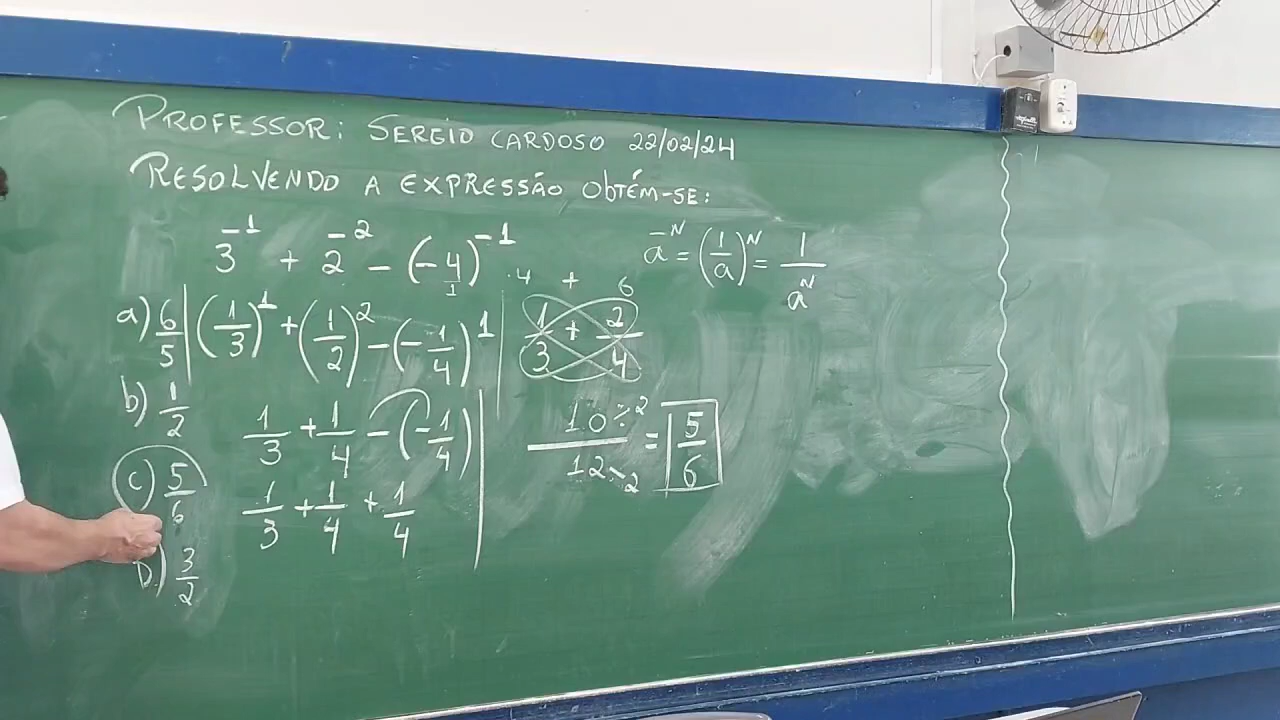 PROFESSOR: SERGIO CARDOSO 22/02/24
RESOLVENDO A EXPRESSÃO Obtém-SE:
3^-1 + 2^-2 - (-4/1)^-1
a^-N = (1/a)^N = 1/a^N
a) 6/5
(1/3)^1 + (1/2)^2 - (-1/4)^1
4 + 6
1/3 + 2/4
b) 1/2
1/3 + 1/4 - (-1/4)
10÷2/12÷2 = 5/6
c) 5/6
1/3 + 1/4 + 1/4
D) 3/2